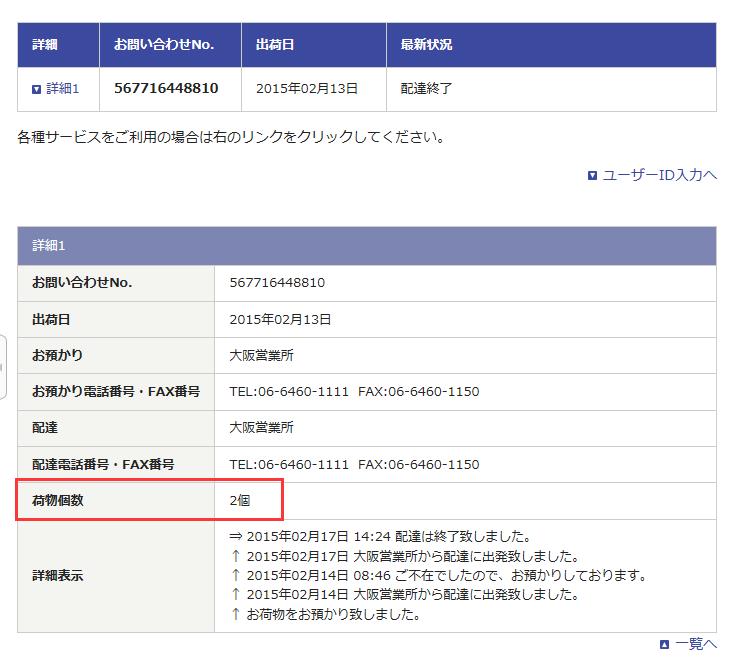 詳細 お問い合わせNo. 出荷日 最新状況
詳細1 567716448810 2015年02月13日 配達終了
各種サービスをご利用の場合は右のリンクをクリックしてください。
ユーザーID入力へ
詳細1
お問い合わせNo. 567716448810
出荷日 2015年02月13日
お預かり 大阪営業所
お預かり電話番号・FAX番号 TEL:06-6460-1111 FAX:06-6460-1150
配達 大阪営業所
配達電話番号・FAX番号 TEL:06-6460-1111 FAX:06-6460-1150
荷物個数 2個
⇒ 2015年02月17日 14:24 配達は終了致しました。
↑ 2015年02月17日 大阪営業所から配達に出発致しました。
詳細表示 ↑ 2015年02月14日 08:46 ご不在でしたので、お預かりしております。
↑ 2015年02月14日 大阪営業所から配達に出発致しました。
↑ お荷物をお預かり致しました。
一覧へ